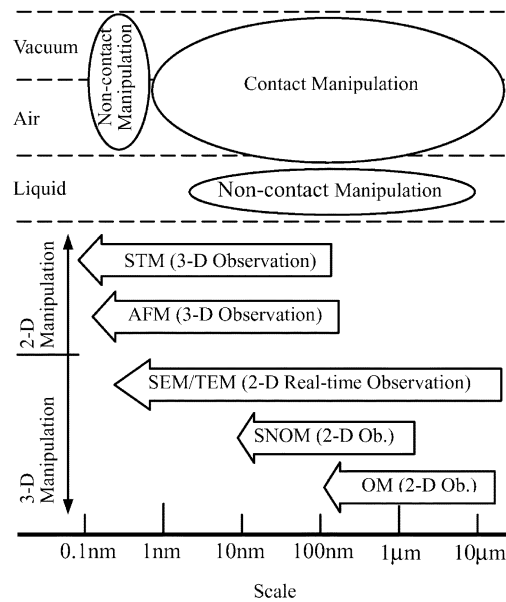 Vacuum
Air
Liquid
Non-contact
Manipulation
Contact Manipulation
Non-contact Manipulation
2-D
Manipulation
3-D
Manipulation
STM (3-D Observation)
AFM (3-D Observation)
SEM/TEM (2-D Real-time Observation)
SNOM (2-D Ob.)
OM (2-D Ob.)
0.1nm 1nm 10nm 100nm 1μm 10μm
Scale